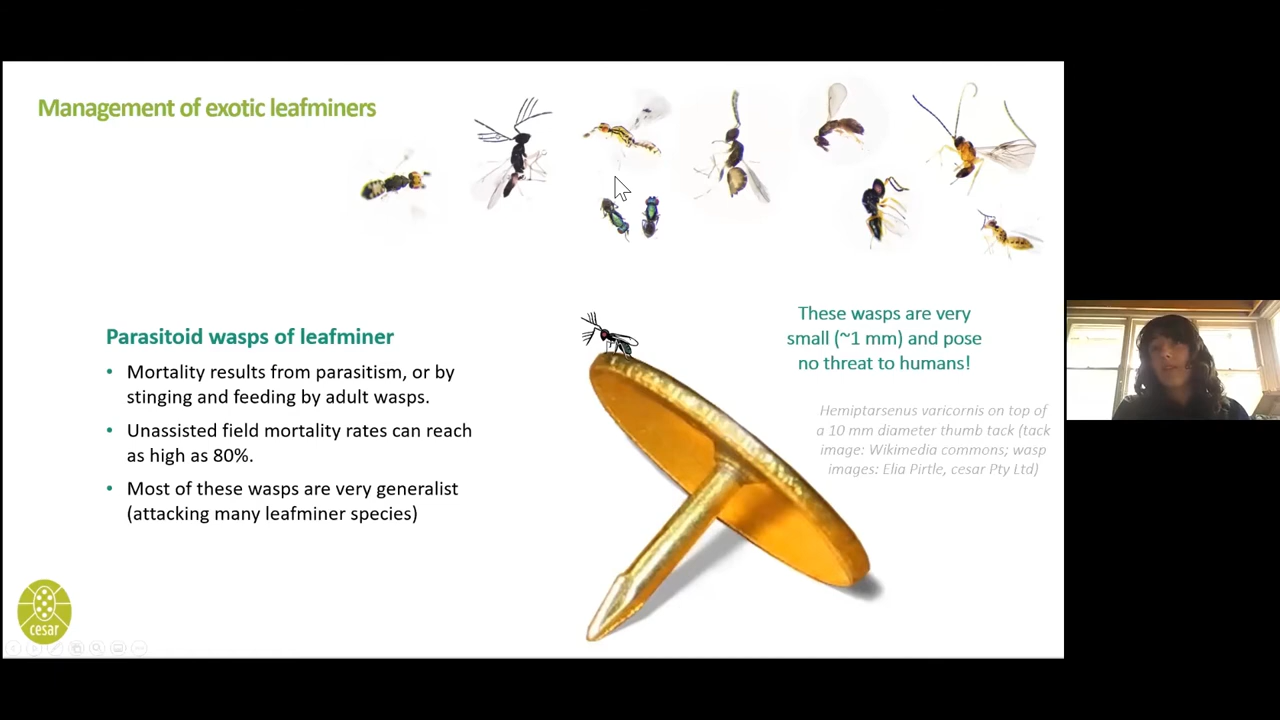 Management of exotic leafminers
Parasitoid wasps of leafminer
• Mortality results from parasitism, or by
stinging and feeding by adult wasps.
• Unassisted field mortality rates can reach
as high as 80%.
• Most of these wasps are very generalist
(attacking many leafminer species)
These wasps are very
small (~1 mm) and pose
no threat to humans!
Hemiptarsenus varicornis on top of
a 10 mm diameter thumb tack (tack
image: Wikimedia commons; wasp
images: Elia Pirtle, cesar Pty Ltd)
cesar